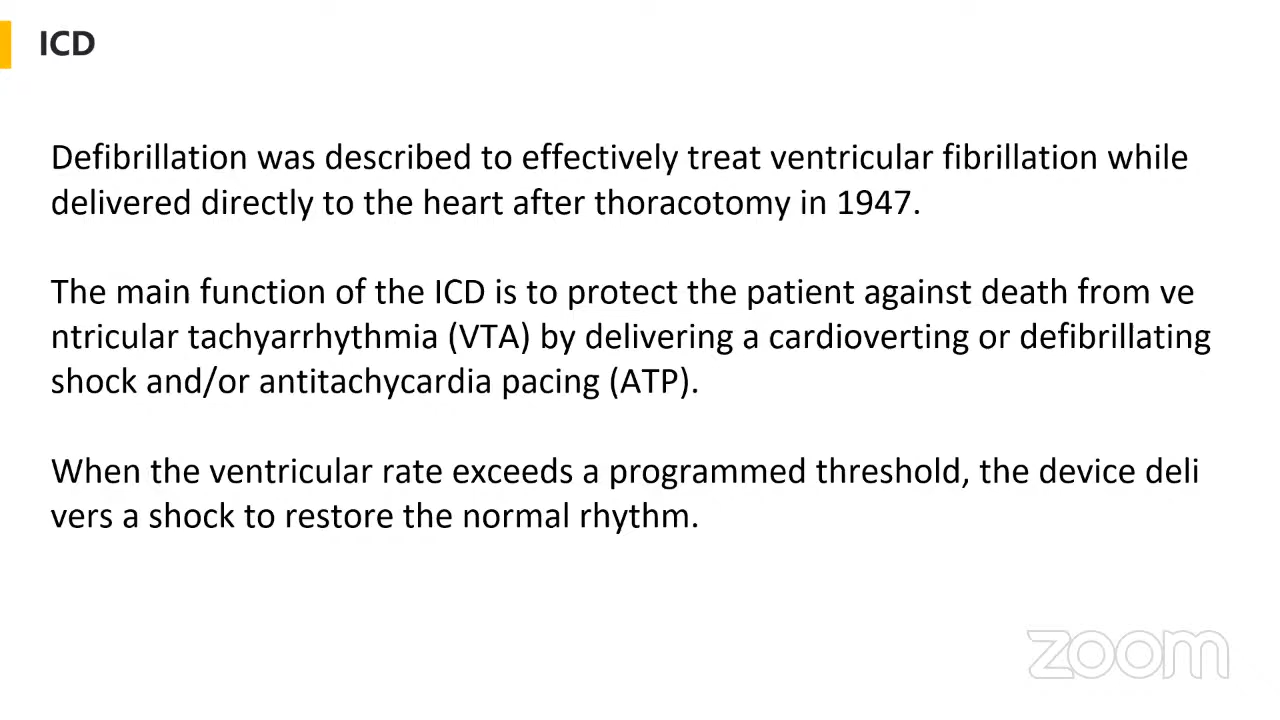 ICD
Defibrillation was described to effectively treat ventricular fibrillation while
delivered directly to the heart after thoracotomy in 1947.
The main function of the ICD is to protect the patient against death from ve
ntricular tachyarrhythmia (VTA) by delivering a cardioverting or defibrillating
shock and/or antitachycardia pacing (ATP).
When the ventricular rate exceeds a programmed threshold, the device deli
vers a shock to restore the normal rhythm.
zoom